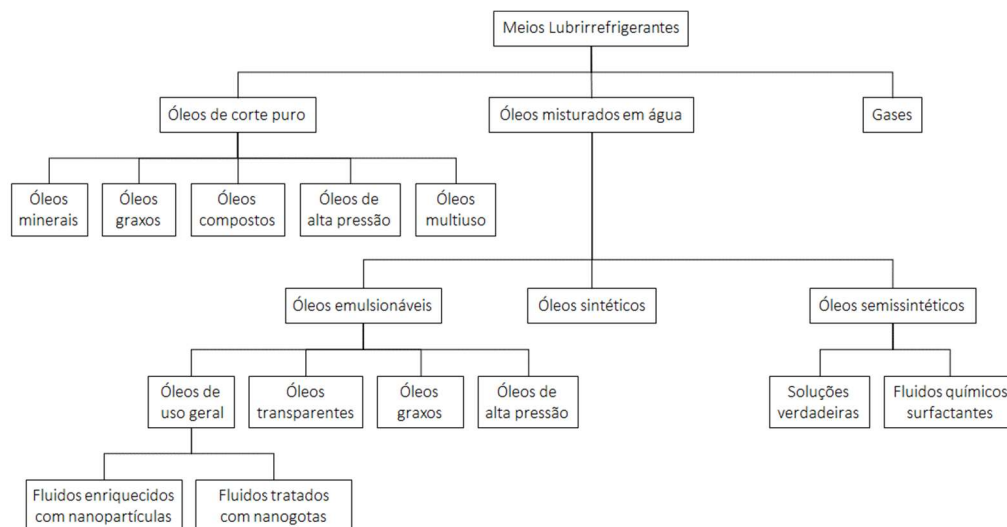 Meios Lubrirrefrigerantes
Óleos de corte puro
Óleos misturados em água
Gases
Óleos
minerais
Óleos
graxos
Óleos
compostos
Óleos de
alta pressão
Óleos
multiuso
Óleos emulsionáveis
Óleos sintéticos
Óleos semissintéticos
Óleos de
uso geral
Óleos
transparentes
Óleos
graxos
Óleos de
alta pressão
Soluções
verdadeiras
Fluidos químicos
surfactantes
Fluidos enriquecidos
com nanopartículas
Fluidos tratados
com nanogotas